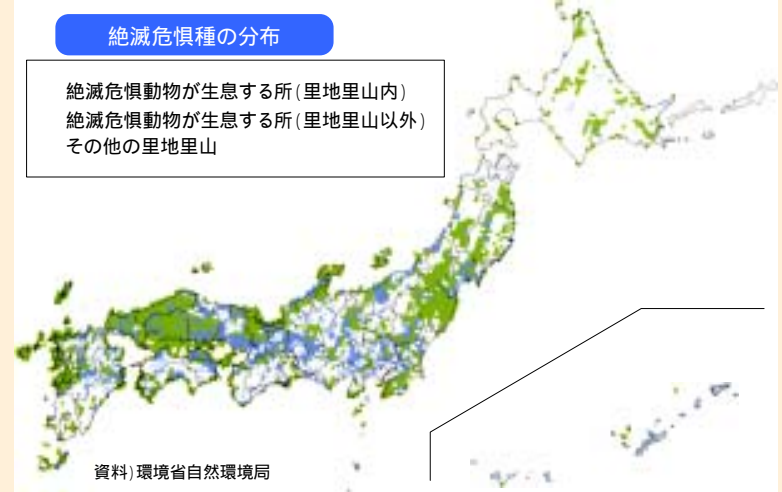 絶滅危惧種の分布
絶滅危惧動物が生息する所(里地里山内)
絶滅危惧動物が生息する所(里地里山以外)
その他の里地里山
資料)環境省自然環境局